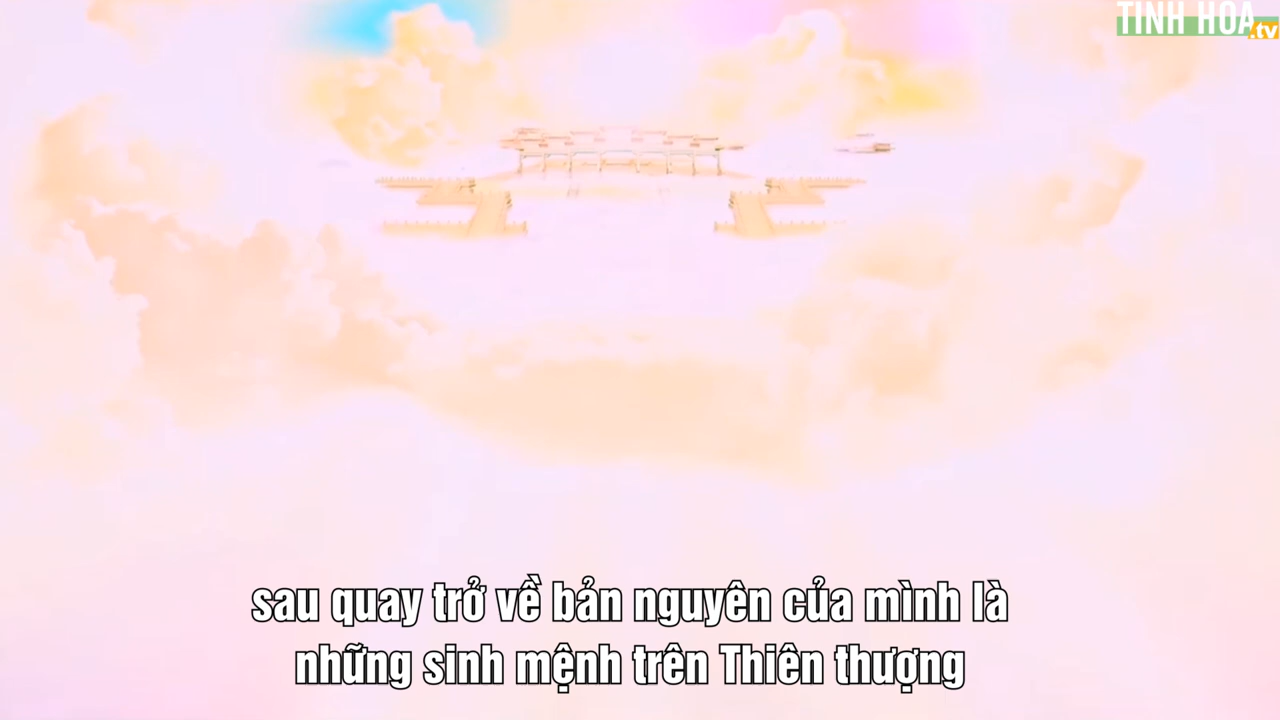 TINH HOA
.tv
sau quay trở về bản nguyên của mình là
những sinh mệnh trên Thiên thượng